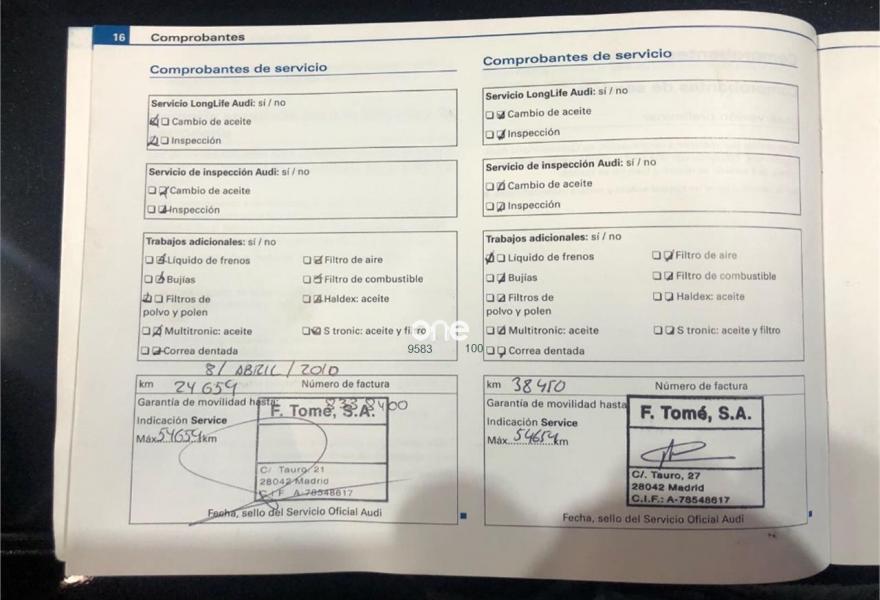 16 Comprobantes
Comprobantes de servicio
Servicio LongLife Audi: sí / no
Cambio de aceite
Inspección
Servicio de inspección Audi: sí / no
Cambio de aceite
Inspección
Trabajos adicionales: sí / no
Líquido de frenos
Filtro de aire
Bujías
Filtro de combustible
Filtros de
polvo y polen
Haldex: aceite
Multitronic: aceite
S tronic: aceite y filtro
Correa dentada
8 / ABRIL / 2010
km 24654
Número de factura
Garantía de movilidad hasta:
Indicación Service
Máx. 54654 km
F. Tomé, S.A.
C/ Tauro, 21
28042 Madrid
C.I.F. A-78548617
Fecha, sello del Servicio Oficial Audi
Comprobantes de servicio
Servicio LongLife Audi: sí / no
Cambio de aceite
Inspección
Servicio de inspección Audi: sí / no
Cambio de aceite
Inspección
Trabajos adicionales: sí / no
Líquido de frenos
Filtro de aire
Bujías
Filtro de combustible
Filtros de
polvo y polen
Haldex: aceite
Multitronic: aceite
S tronic: aceite y filtro
Correa dentada
km 38450
Número de factura
Garantía de movilidad hasta
Indicación Service
Máx. 54654 km
F. Tomé, S.A.
C/. Tauro, 27
28042 Madrid
C.I.F.: A-78548617
Fecha, sello del Servicio Oficial Audi
one
9583 100